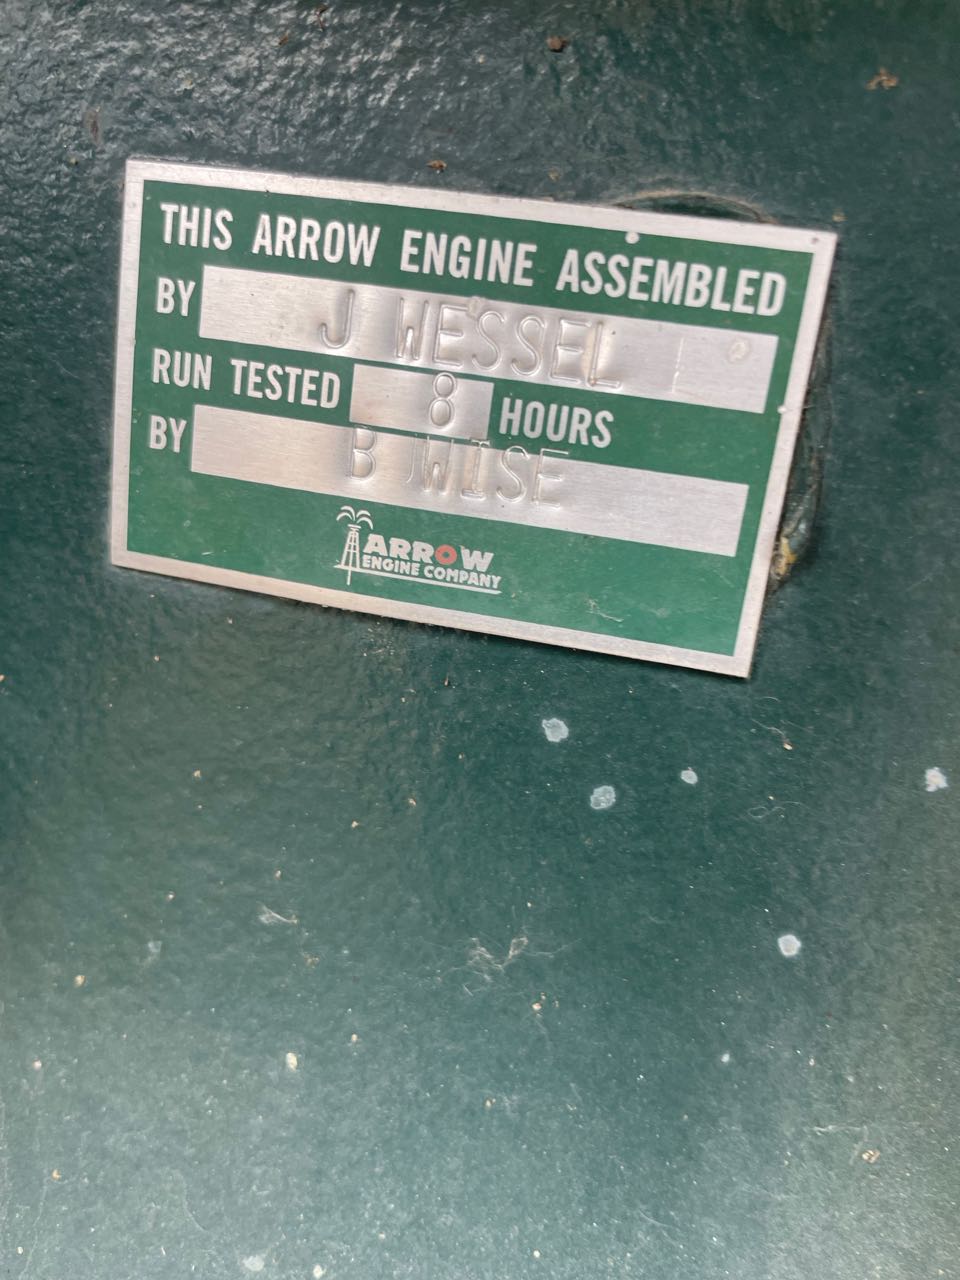 THIS ARROW ENGINE ASSEMBLED
BY J WESSEL
RUN TESTED 8 HOURS
BY B WISE
ARROW
ENGINE COMPANY